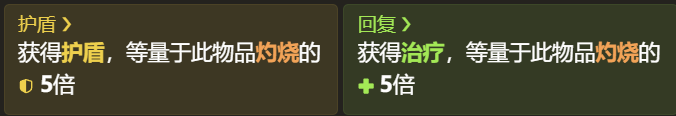 护盾 >
获得护盾，等量于此物品灼烧的
5倍
回复 >
获得治疗，等量于此物品灼烧的
5倍